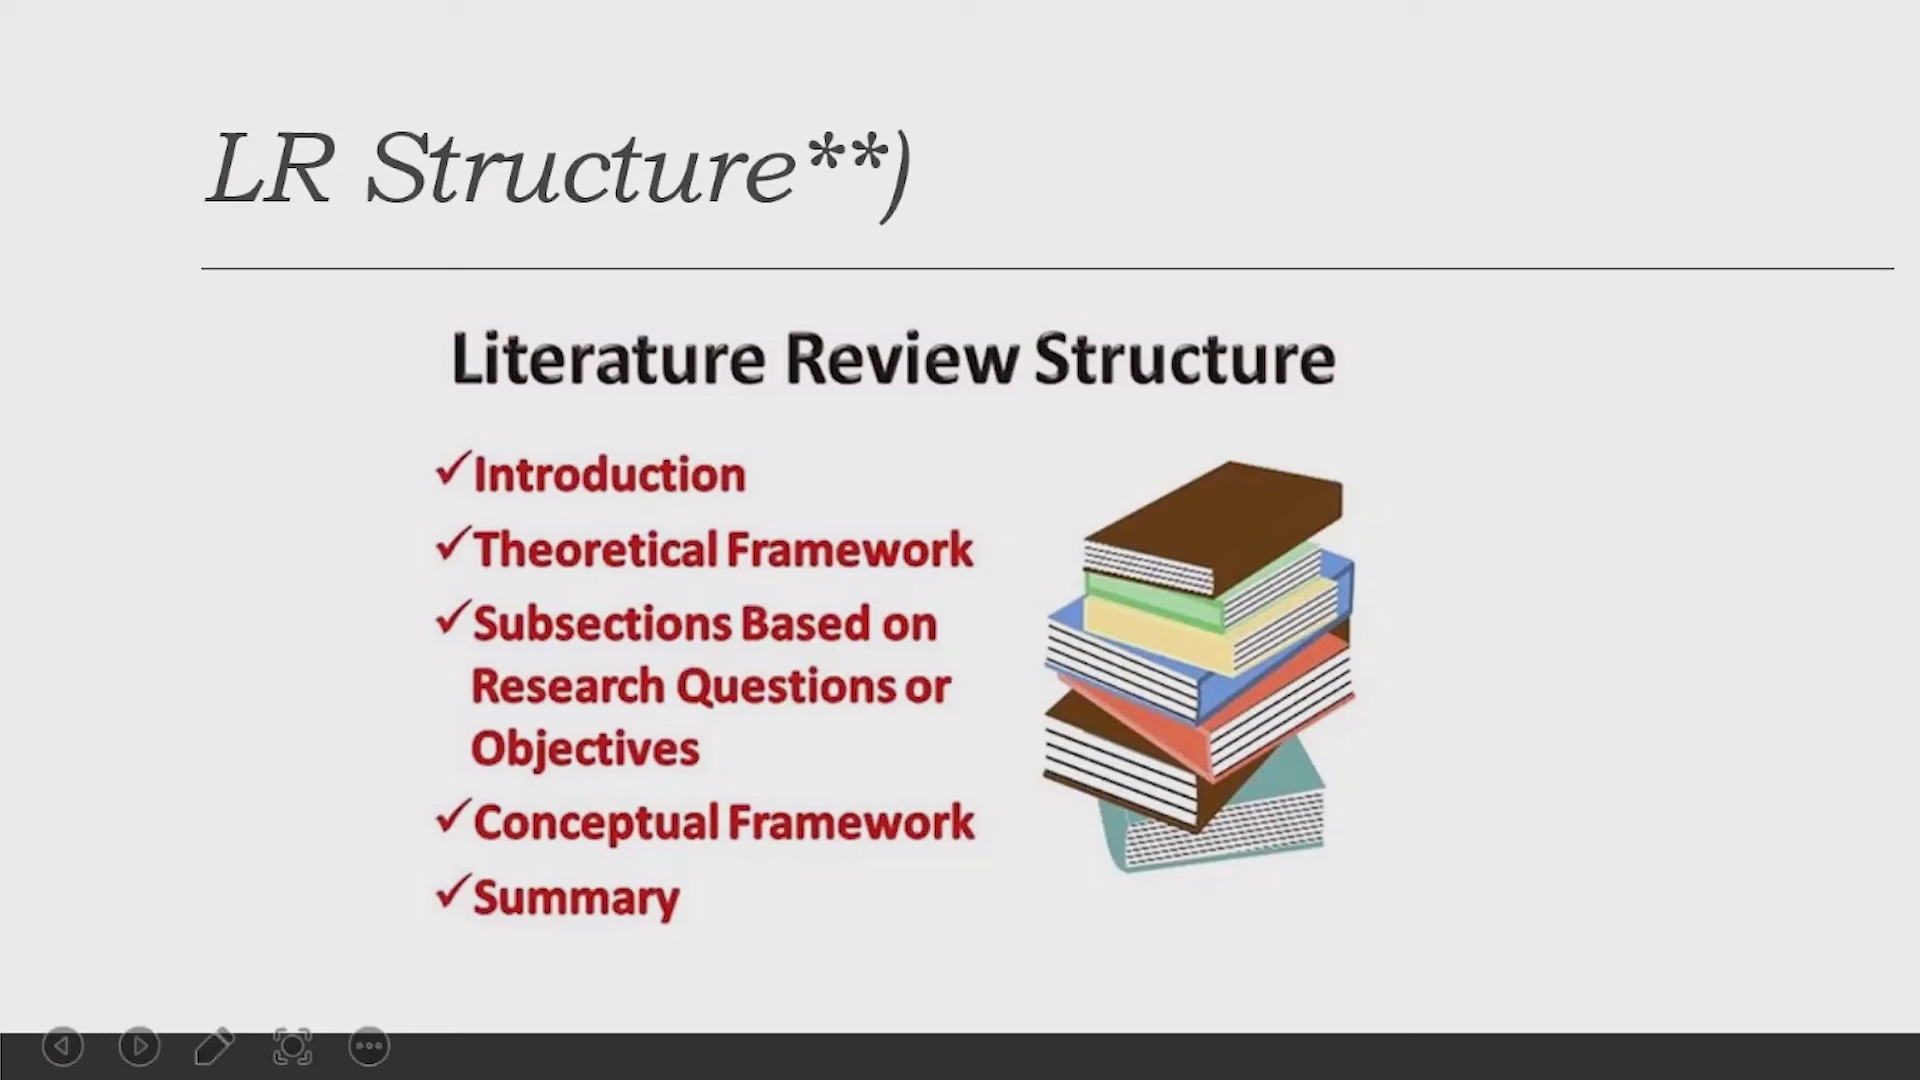 LR Structure**)
Literature Review Structure
✓Introduction
✓Theoretical Framework
✓Subsections Based on
Research Questions or
Objectives
✓Conceptual Framework
✓Summary